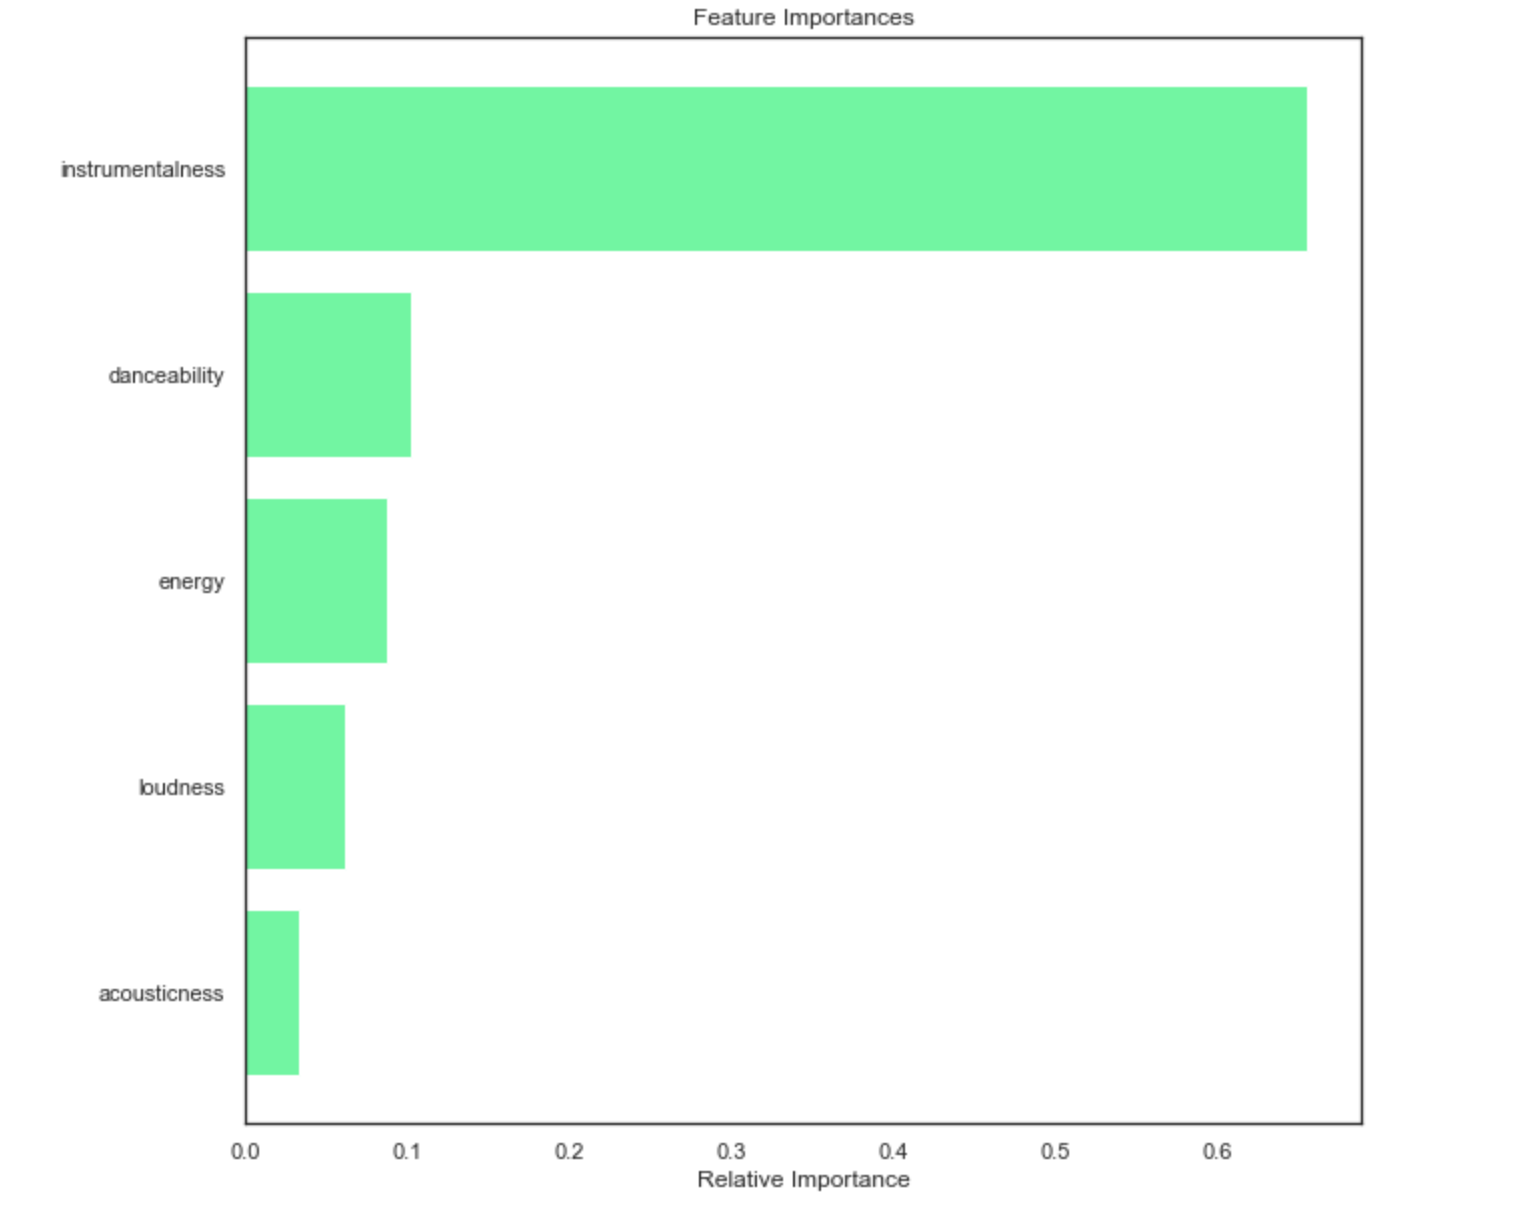 Feature Importances
instrumentalness
danceability
energy
loudness
acousticness
0.0 0.1 0.2 0.3 0.4 0.5 0.6
Relative Importance